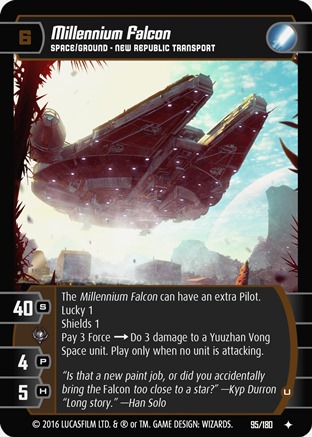 6
Millennium Falcon
SPACE/GROUND - NEW REPUBLIC TRANSPORT
The Millennium Falcon can have an extra Pilot.
40 S
Lucky 1
Shields 1
Pay 3 Force → Do 3 damage to a Yuuzhan Vong
4 P
Space unit. Play only when no unit is attacking.
5 H
"Is that a new paint job, or did you accidentally
bring the Falcon too close to a star?" —Kyp Durron
U
"Long story." —Han Solo
© 2016 LUCASFILM LTD. & ® or TM. GAME DESIGN: WIZARDS.
95/180